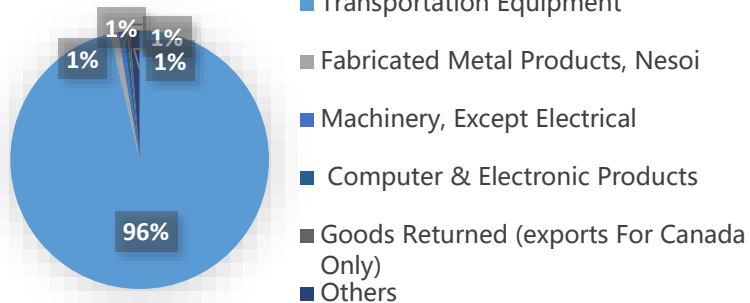 Transportation Equipment
1%
1%
1%
1%
Fabricated Metal Products, Nesoi
Machinery, Except Electrical
Computer & Electronic Products
96%
Goods Returned (exports For Canada
Only)
Others